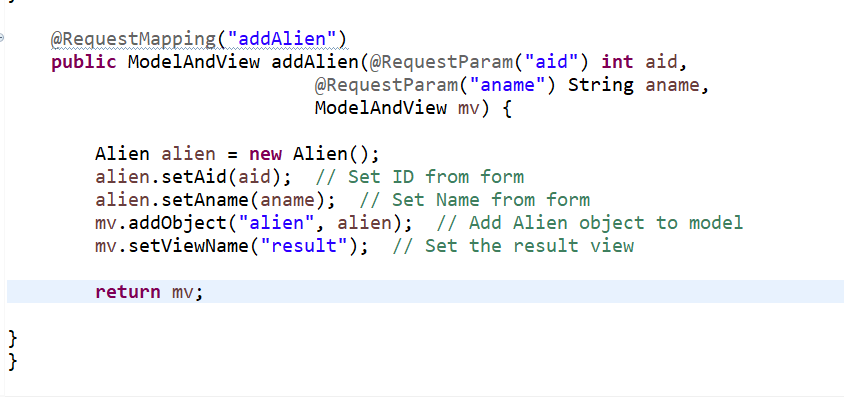 @RequestMapping("addAlien")
public ModelAndView addAlien(@RequestParam("aid") int aid,
@RequestParam("aname") String aname,
ModelAndView mv) {
Alien alien = new Alien();
alien.setAid(aid);  // Set ID from form
alien.setAname(aname);  // Set Name from form
mv.addObject("alien", alien);  // Add Alien object to model
mv.setViewName("result");  // Set the result view
return mv;
}
}